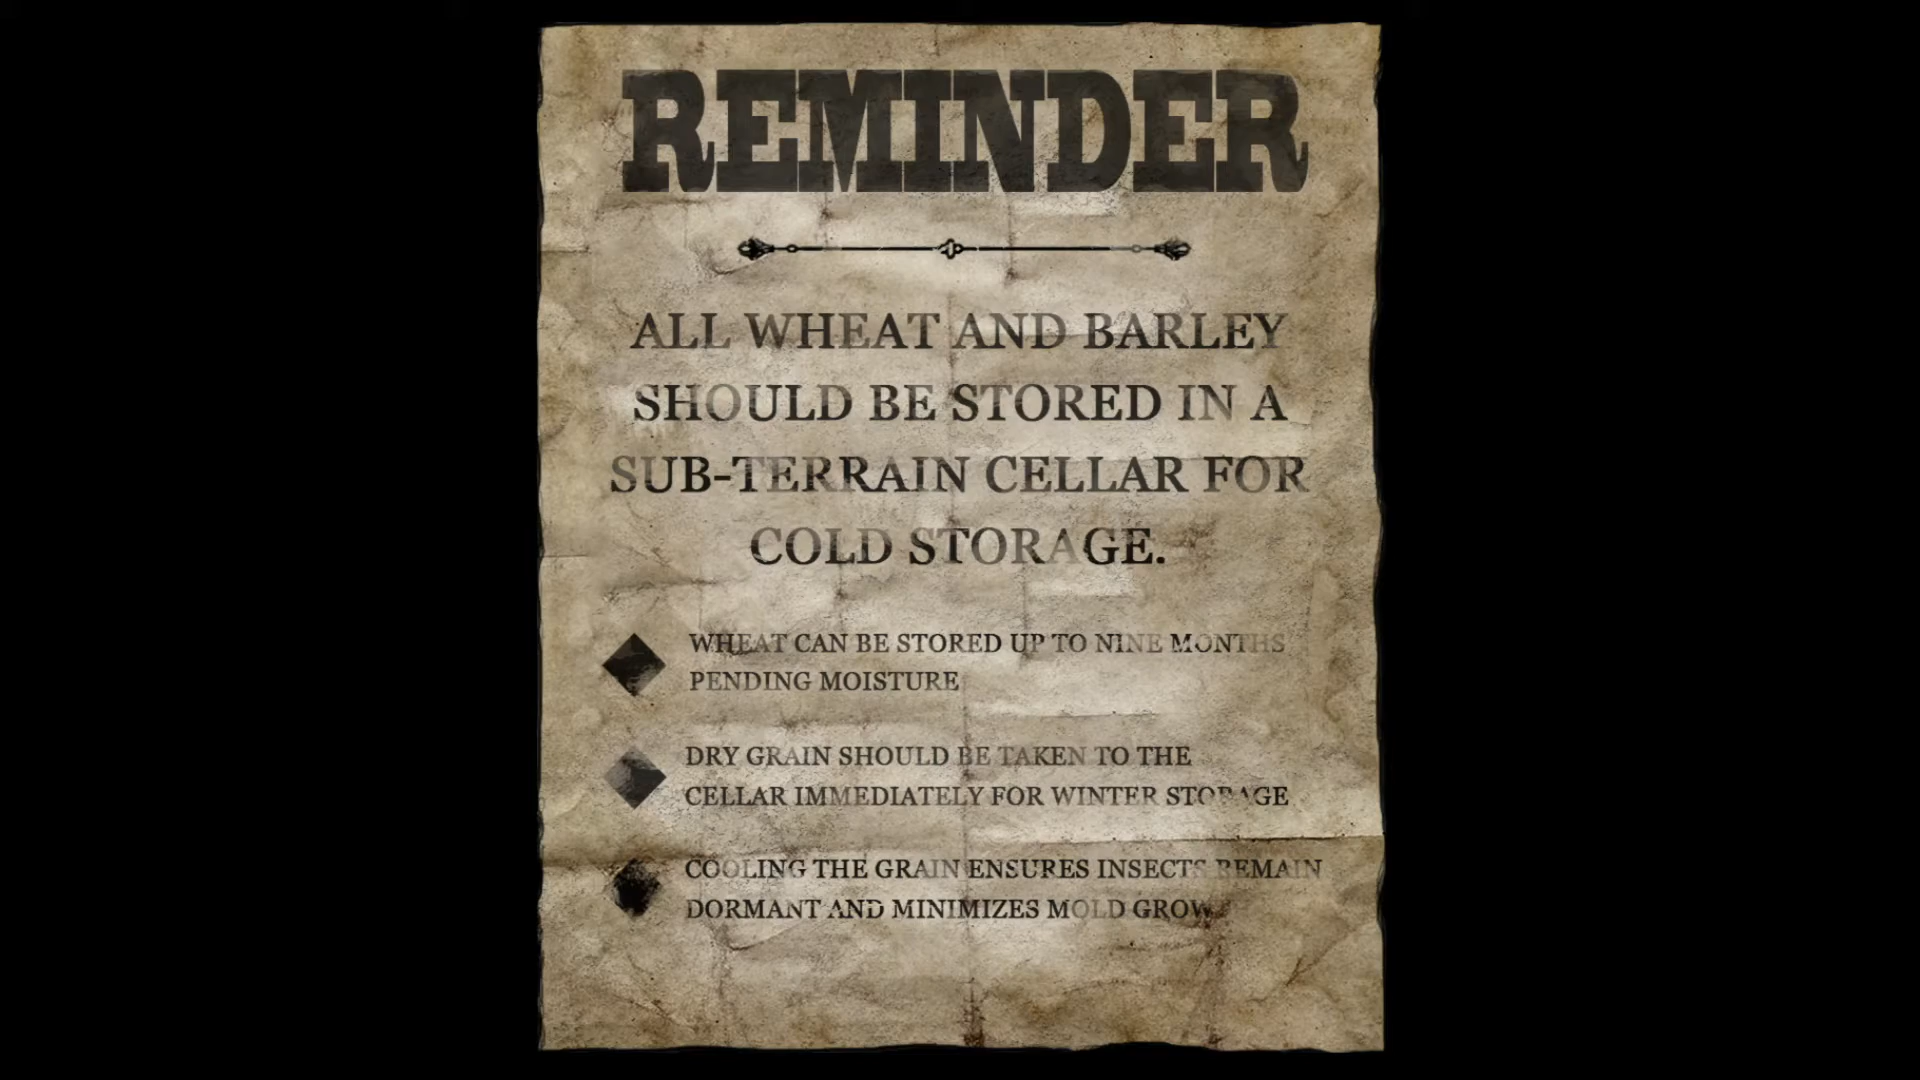 REMINDER
ALL WHEAT AND BARLEY
SHOULD BE STORED IN A
SUB-TERRAIN CELLAR FOR
COLD STORAGE.
WHEAT CAN BE STORED UP TO NINE MONTHS
PENDING MOISTURE
DRY GRAIN SHOULD BE TAKEN TO THE
CELLAR IMMEDIATELY FOR WINTER STORAGE
COOLING THE GRAIN ENSURES INSECTS REMAIN
DORMANT AND MINIMIZES MOLD